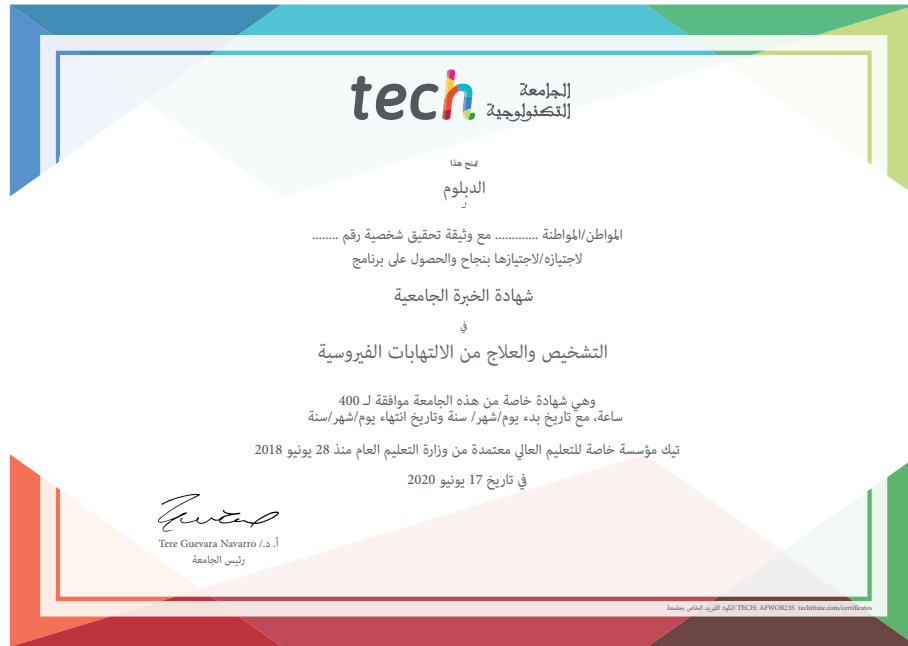 tech الجامعة
التكنولوجية
يمنح هذا
الدبلوم
لـ
المواطن/المواطنة ............. مع وثيقة تحقيق شخصية رقم ........
لاجتيازه/لاجتيازها بنجاح والحصول على برنامج
شهادة الخبرة الجامعية
في
التشخيص والعلاج من الالتهابات الفيروسية
وهي شهادة خاصة من هذه الجامعة موافقة لـ 400
ساعة، مع تاريخ بدء يوم/شهر/ سنة وتاريخ انتهاء يوم/شهر/سنة
تيك مؤسسة خاصة للتعليم العالي معتمدة من وزارة التعليم العام منذ 28 يونيو 2018
في تاريخ 17 يونيو 2020
أ. د./ Tere Guevara Navarro
رئيس الجامعة
الكود الفريد الخاص بجامعة TECH: AFWOR23S techtitute.com/certificates